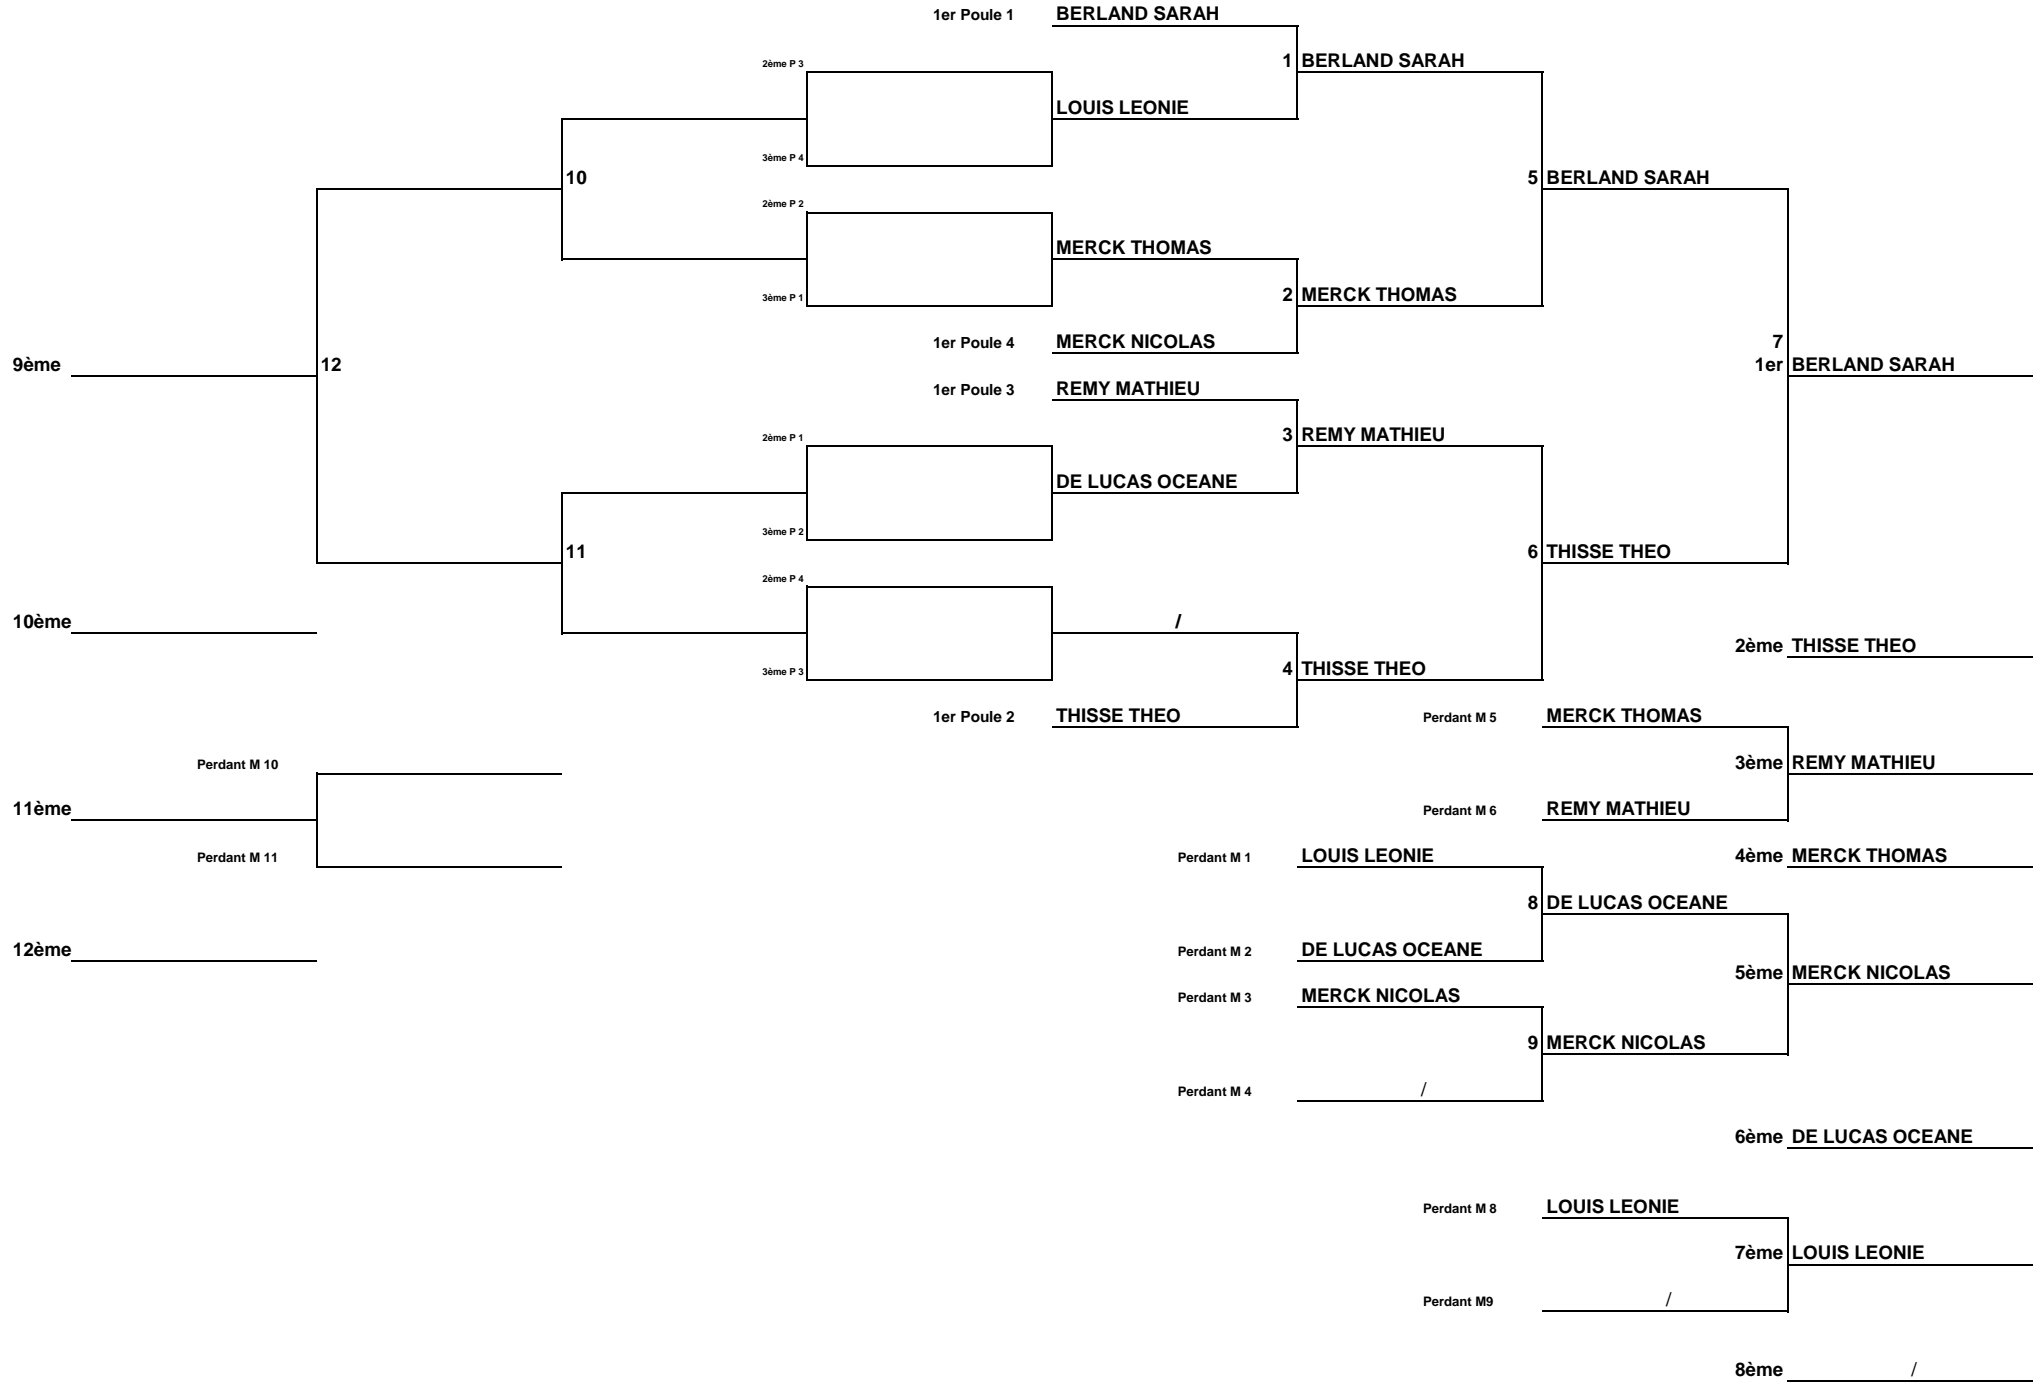 1er Poule 1 BERLAND SARAH
2ème P 3 1 BERLAND SARAH
LOUIS LEONIE
3ème P 4
10 5 BERLAND SARAH
2ème P 2
MERCK THOMAS
3ème P 1 2 MERCK THOMAS
1er Poule 4 MERCK NICOLAS 7
9ème 12 1er BERLAND SARAH
1er Poule 3 REMY MATHIEU
2ème P 1 3 REMY MATHIEU
DE LUCAS OCEANE
3ème P 2
11 6 THISSE THEO
2ème P 4
10ème /
2ème THISSE THEO
3ème P 3 4 THISSE THEO
1er Poule 2 THISSE THEO Perdant M 5 MERCK THOMAS
Perdant M 10 3ème REMY MATHIEU
11ème Perdant M 6 REMY MATHIEU
Perdant M 11 Perdant M 1 LOUIS LEONIE 4ème MERCK THOMAS
8 DE LUCAS OCEANE
12ème Perdant M 2 DE LUCAS OCEANE
5ème MERCK NICOLAS
Perdant M 3 MERCK NICOLAS
9 MERCK NICOLAS
Perdant M 4 /
6ème DE LUCAS OCEANE
Perdant M 8 LOUIS LEONIE
7ème LOUIS LEONIE
Perdant M9 /
8ème /